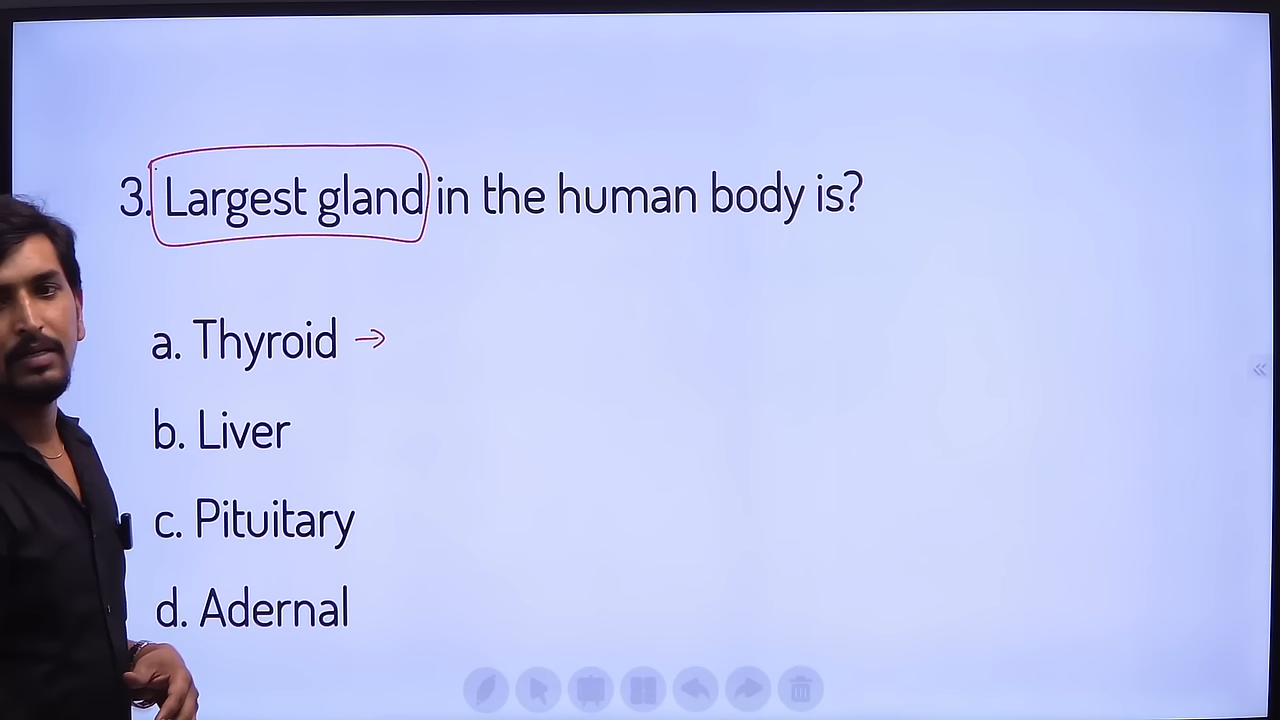 3. Largest gland in the human body is?
a. Thyroid →
b. Liver
c. Pituitary
d. Adernal